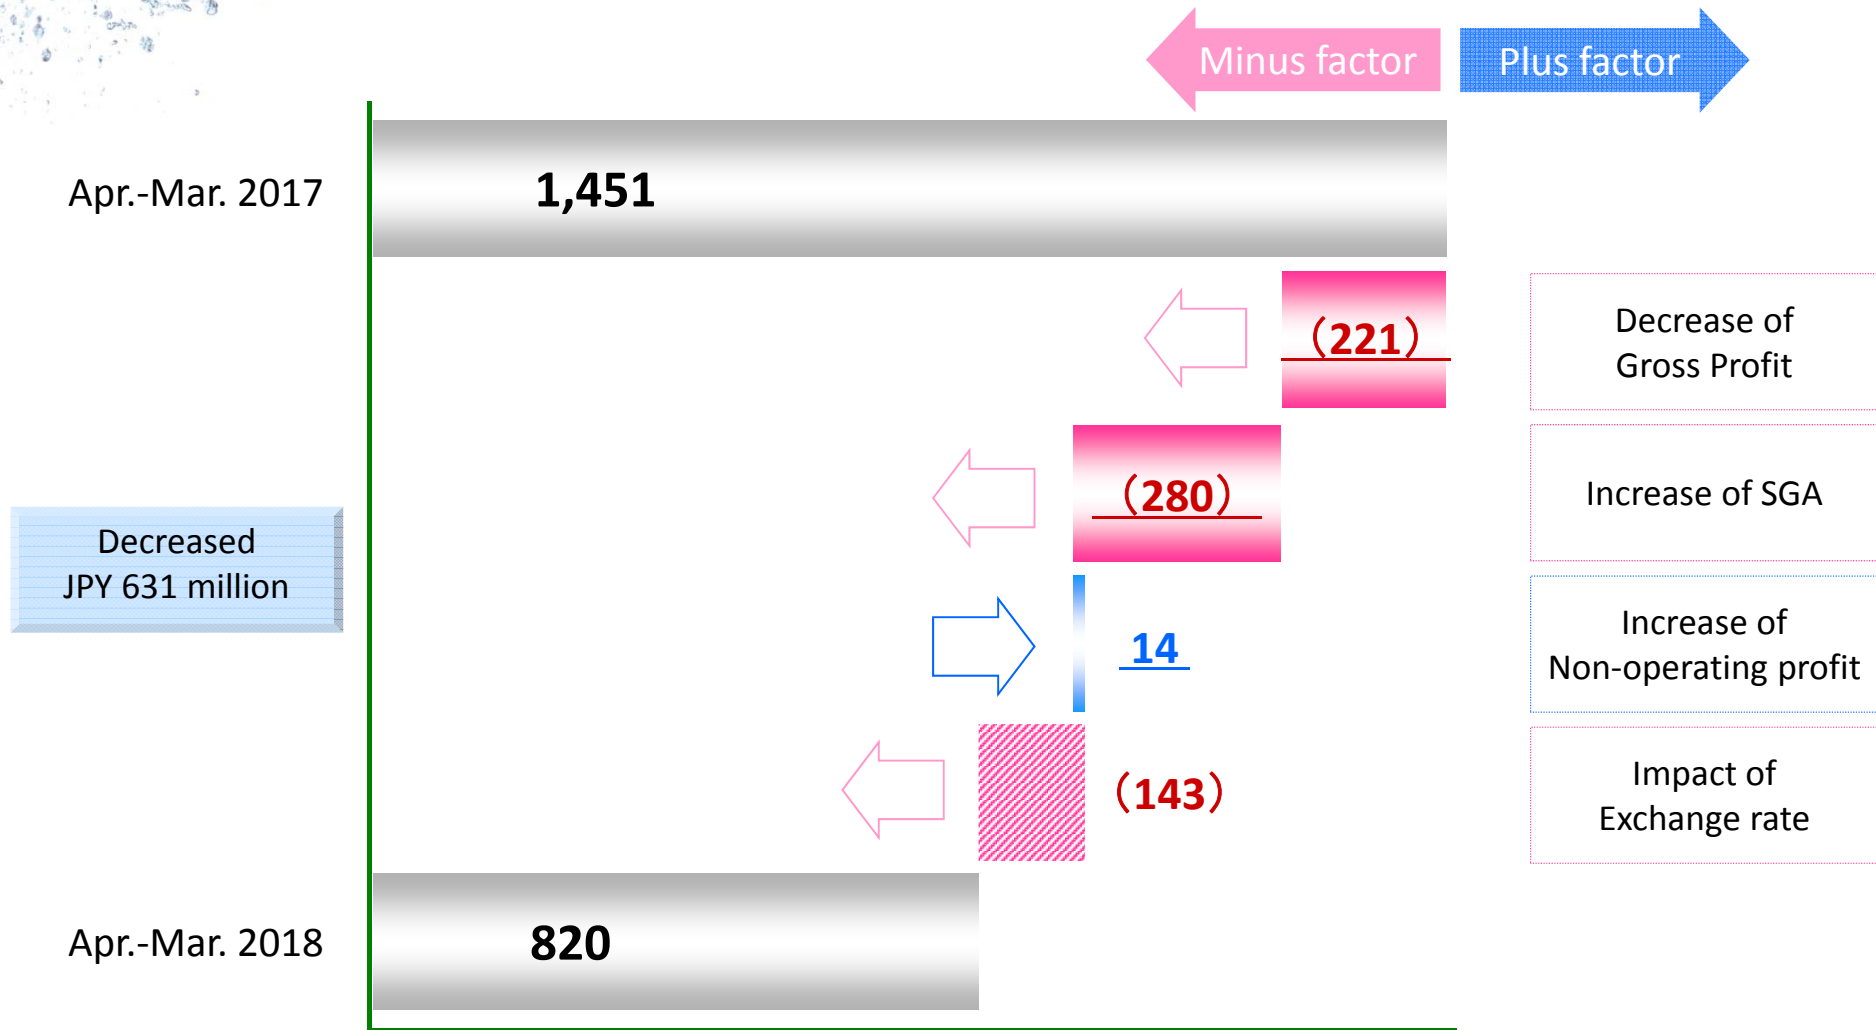 Minus factor
Plus factor
Apr.-Mar. 2017
1,451
（221）
Decrease of
Gross Profit
（280）
Increase of SGA
Decreased
JPY 631 million
14
Increase of
Non-operating profit
（143）
Impact of
Exchange rate
Apr.-Mar. 2018
820